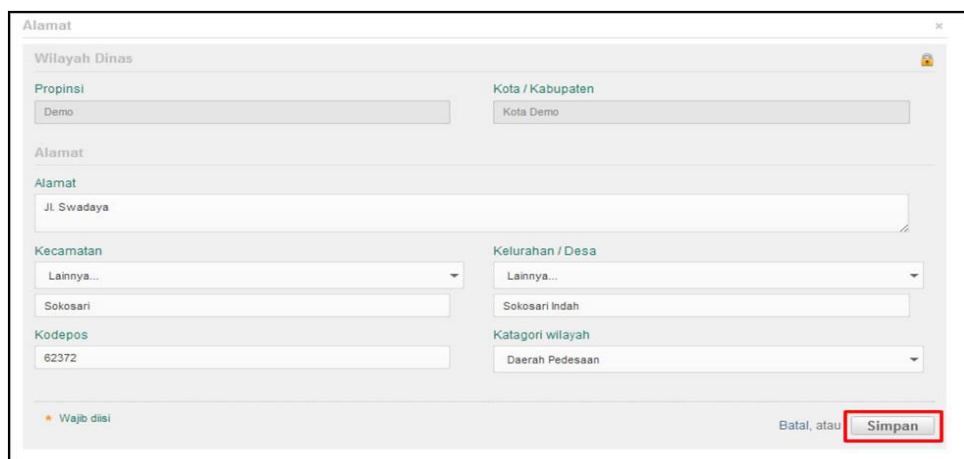 Alamat ×
Wilayah Dinas
Propinsi Kota / Kabupaten
Demo Kota Demo
Alamat
Alamat
Jl. Swadaya
Kecamatan Kelurahan / Desa
Lainnya... Lainnya...
Sokosari Sokosari Indah
Kodepos Katagori wilayah
62372 Daerah Pedesaan
* Wajib diisi Batal, atau Simpan